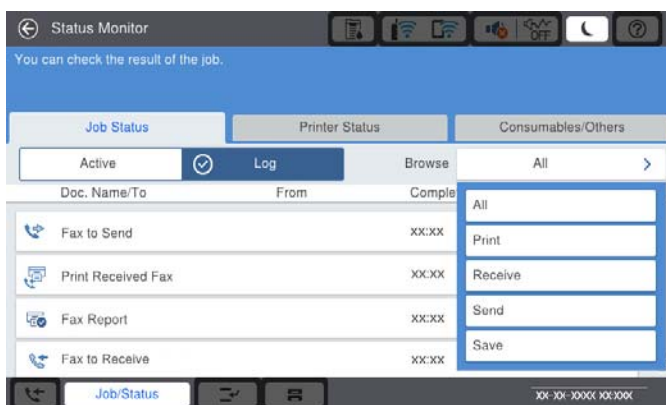 Status Monitor
OFF
You can check the result of the job.
Job Status
Printer Status
Consumables/Others
Active
Log
Browse
All
Doc. Name/To
From
Comple
All
Fax to Send
xx:xx
Print
Print Received Fax
xx:xx
Receive
Fax Report
xx:xx
Send
Fax to Receive
xx:xx
Save
Job/Status
XX-XX-XXXX XX:XXX